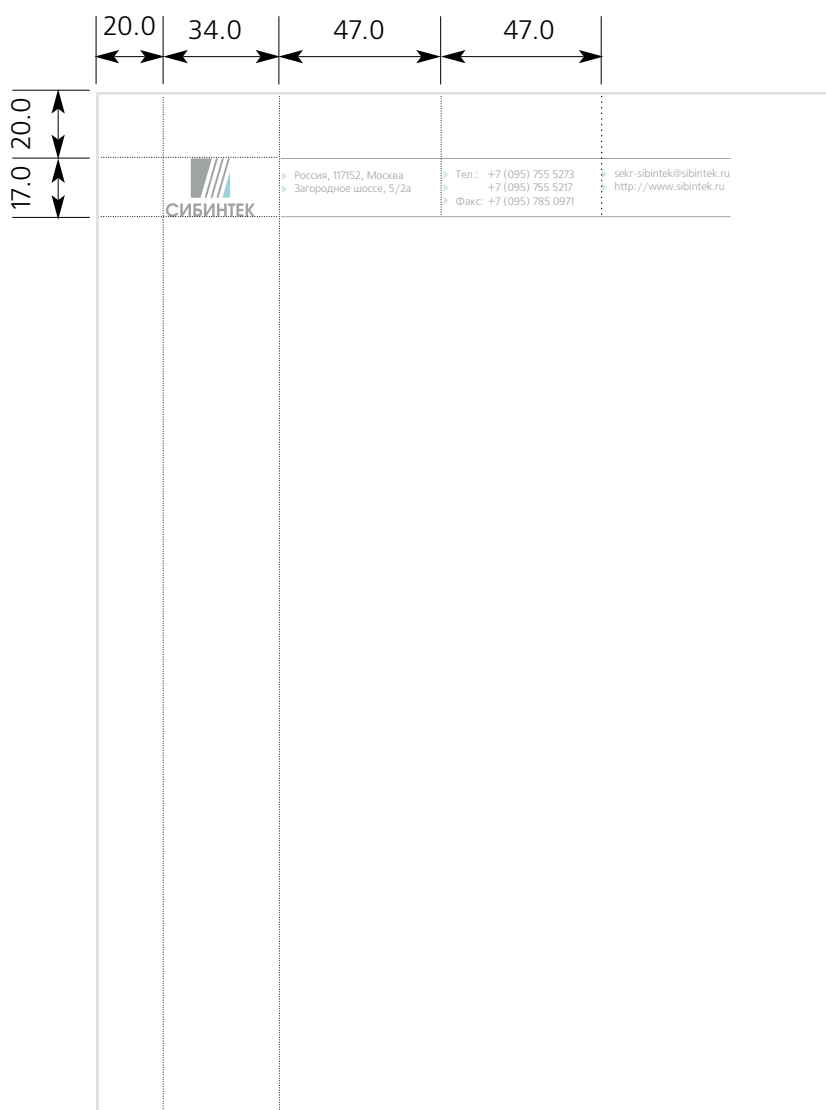 20.0 34.0 47.0 47.0
20.0
17.0
СИБИНТЕК
Россия, 117152, Москва
Загородное шоссе, 5/2а
Тел.: +7 (095) 755 5273
+7 (095) 755 5217
Факс: +7 (095) 785 0971
sekr-sibintek@sibintek.ru
http://www.sibintek.ru